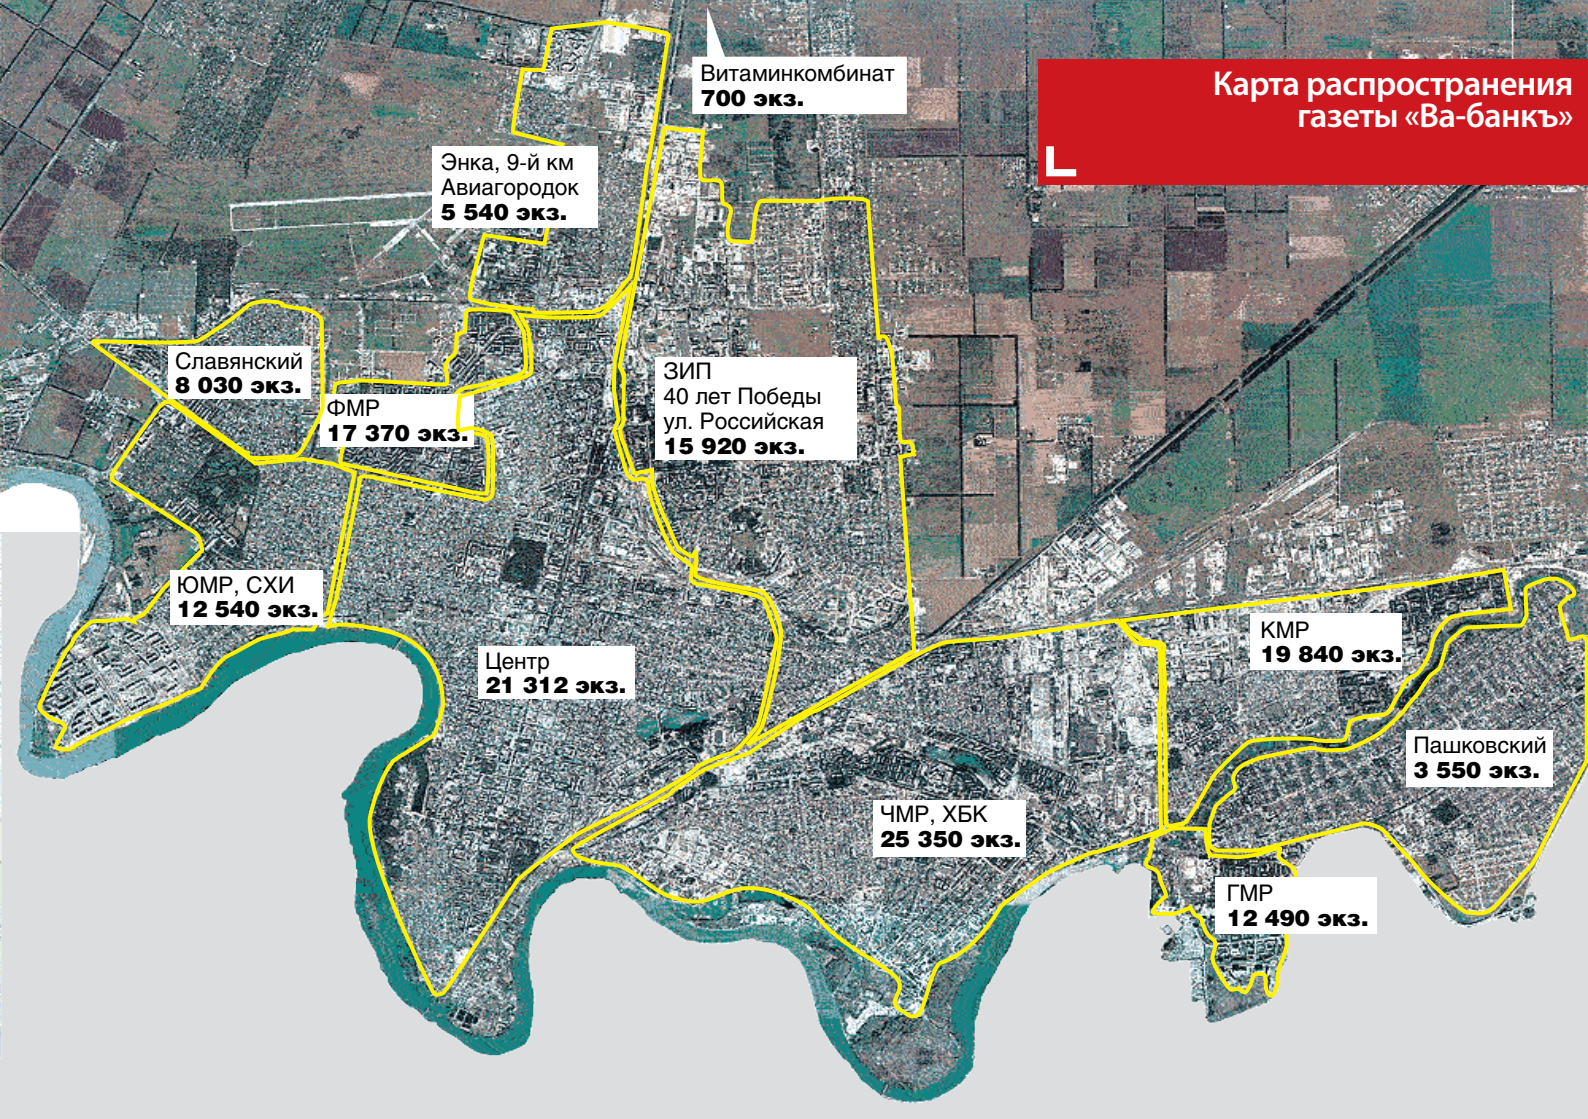 Витаминкомбинат
700 экз.
Карта распространения
газеты «Ва-банкъ»
Энка, 9-й км
Авиагородок
5 540 экз.
Славянский
8 030 экз.
ФМР
17 370 экз.
ЗИП
40 лет Победы
ул. Российская
15 920 экз.
ЮМР, СХИ
12 540 экз.
Центр
21 312 экз.
КМР
19 840 экз.
Пашковский
3 550 экз.
ЧМР, ХБК
25 350 экз.
ГМР
12 490 экз.